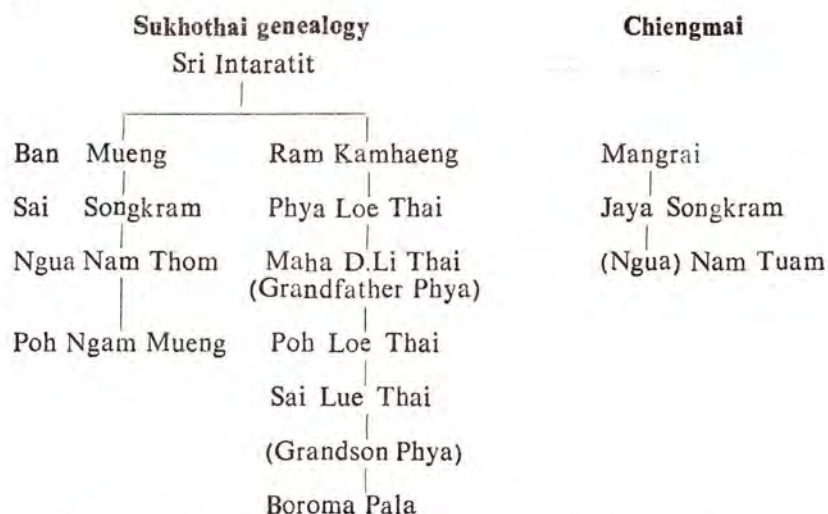 Sukhothai genealogy Chiengmai
Sri Intaratit
Ban Mueng Ram Kamhaeng Mangrai
Sai Songkram Phya Loe Thai Jaya Songkram
Ngua Nam Thom Maha D.Li Thai (Ngua) Nam Tuam
(Grandfather Phya)
Poh Ngam Mueng Poh Loe Thai
Sai Lue Thai
(Grandson Phya)
Boroma Pala